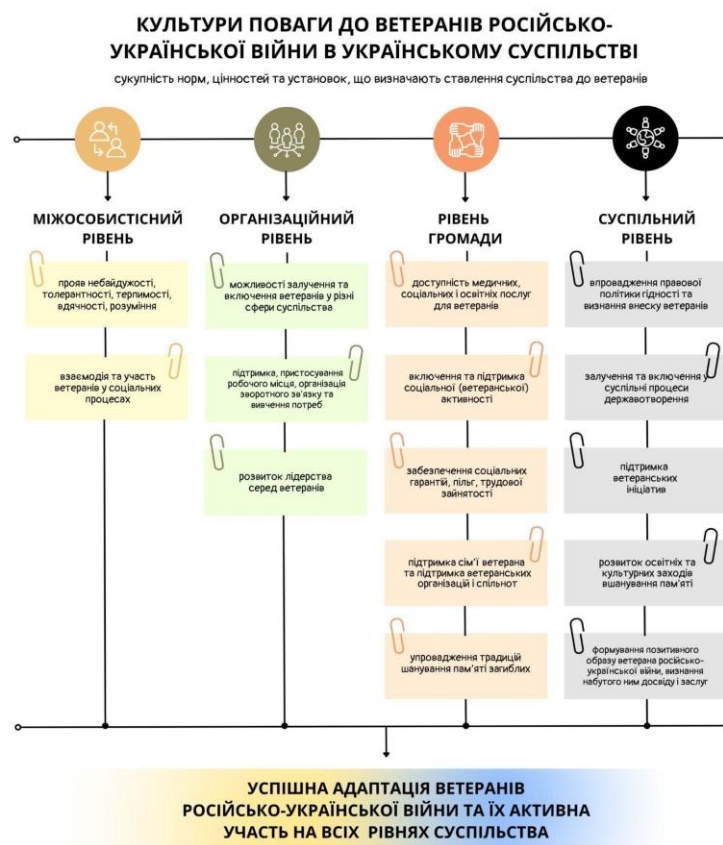 КУЛЬТУРИ ПОВАГИ ДО ВЕТЕРАНІВ РОСІЙСЬКО-
УКРАЇНСЬКОЇ ВІЙНИ В УКРАЇНСЬКОМУ СУСПІЛЬСТВІ
сукупність норм, цінностей та установок, що визначають ставлення суспільства до ветеранів
МІЖОСОБИСТІСНИЙ
РІВЕНЬ
прояв небайдужості,
толерантності, терпимості,
вдячності, розуміння
взаємодія та участь
ветеранів у соціальних
процесах
ОРГАНІЗАЦІЙНИЙ
РІВЕНЬ
можливості залучення та
включення ветеранів у різні
сфери суспільства
підтримка, пристосування
робочого місця, організація
зворотного зв'язку та
вивчення потреб
розвиток лідерства
серед ветеранів
РІВЕНЬ
ГРОМАДИ
доступність медичних,
соціальних і освітніх послуг
для ветеранів
включення та підтримка
соціальної (ветеранської)
активності
забезпечення соціальних
гарантій, пільг, трудової
зайнятості
підтримка сім'ї ветерана
та підтримка ветеранських
організацій і спільнот
упровадження традицій
шанування пам'яті загиблих
СУСПІЛЬНИЙ
РІВЕНЬ
впровадження правової
політики гідності та
визнання внеску ветеранів
залучення та включення у
суспільні процеси
державотворення
підтримка
ветеранських
ініціатив
розвиток освітніх та
культурних заходів
вшанування пам'яті
формування позитивного
образу ветерана російсько-
української війни, визнання
набутого ним досвіду і заслуг
УСПІШНА АДАПТАЦІЯ ВЕТЕРАНІВ
РОСІЙСЬКО-УКРАЇНСЬКОЇ ВІЙНИ ТА ЇХ АКТИВНА
УЧАСТЬ НА ВСІХ РІВНЯХ СУСПІЛЬСТВА